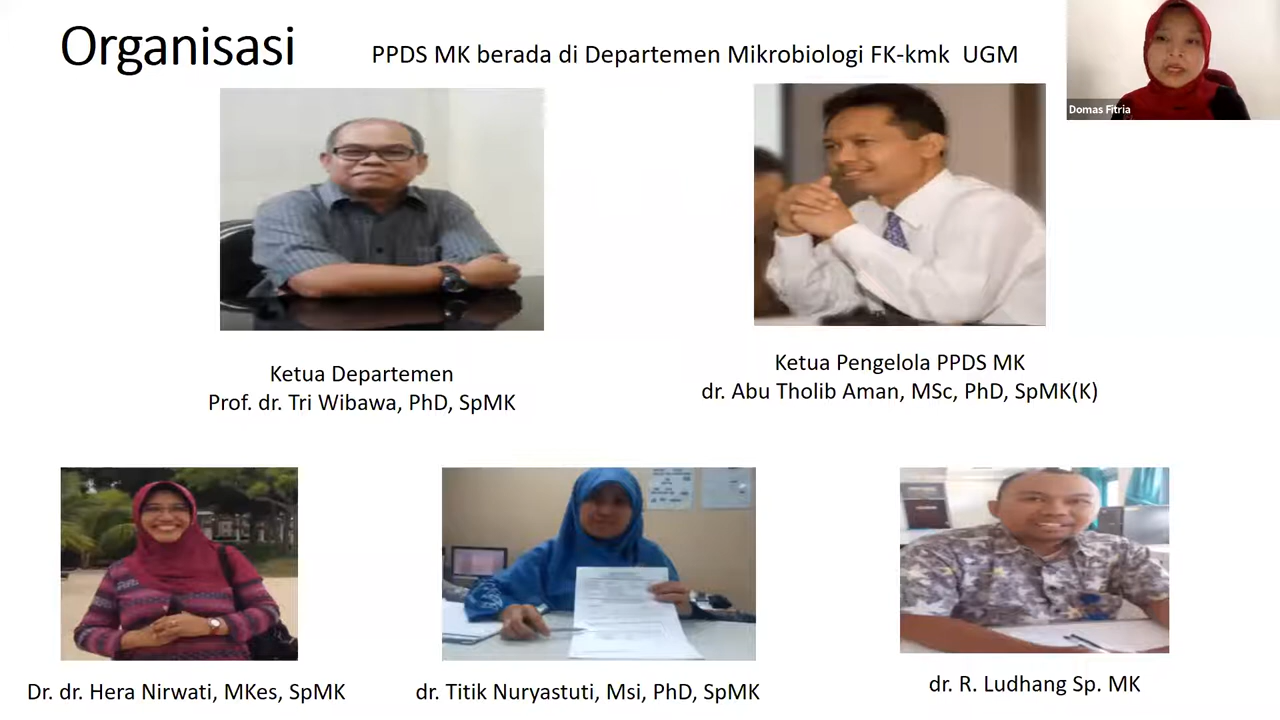 Organisasi
PPDS MK berada di Departemen Mikrobiologi FK-kmk UGM
Domas Fitria
Ketua Departemen
Prof. dr. Tri Wibawa, PhD, SpMK
Ketua Pengelola PPDS MK
dr. Abu Tholib Aman, MSc, PhD, SpMK(K)
Dr. dr. Hera Nirwati, MKes, SpMK
dr. Titik Nuryastuti, Msi, PhD, SpMK
dr. R. Ludhang Sp. MK